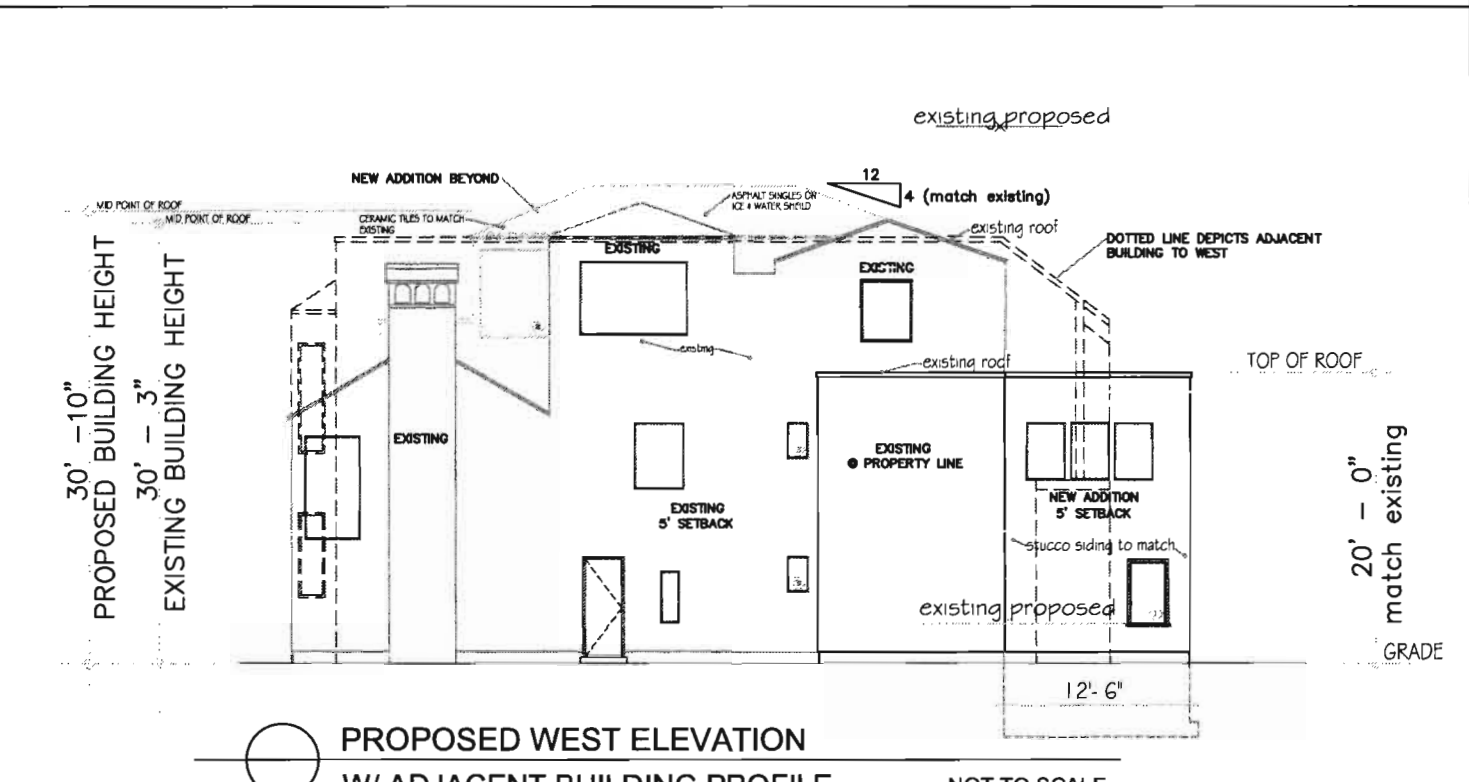 existing proposed
NEW ADDITION BEYOND
12
4 (match existing)
ASPHALT SINGLES OR
ICE & WATER SHEILD
MID POINT OF ROOF
MID POINT OF ROOF
CERAMIC TILES TO MATCH
EXISTING
existing roof
DOTTED LINE DEPICTS ADJACENT
BUILDING TO WEST
EXISTING
EXISTING
existing
existing roof
TOP OF ROOF
30' - 10"
PROPOSED BUILDING HEIGHT
30' - 3"
EXISTING BUILDING HEIGHT
EXISTING
EXISTING
@ PROPERTY LINE
NEW ADDITION
5' SETBACK
EXISTING
5' SETBACK
stucco siding to match
20' - 0"
match existing
existing proposed
GRADE
12'- 6"
PROPOSED WEST ELEVATION
W/ ADJACENT BUILDING PROFILE
NOT TO SCALE